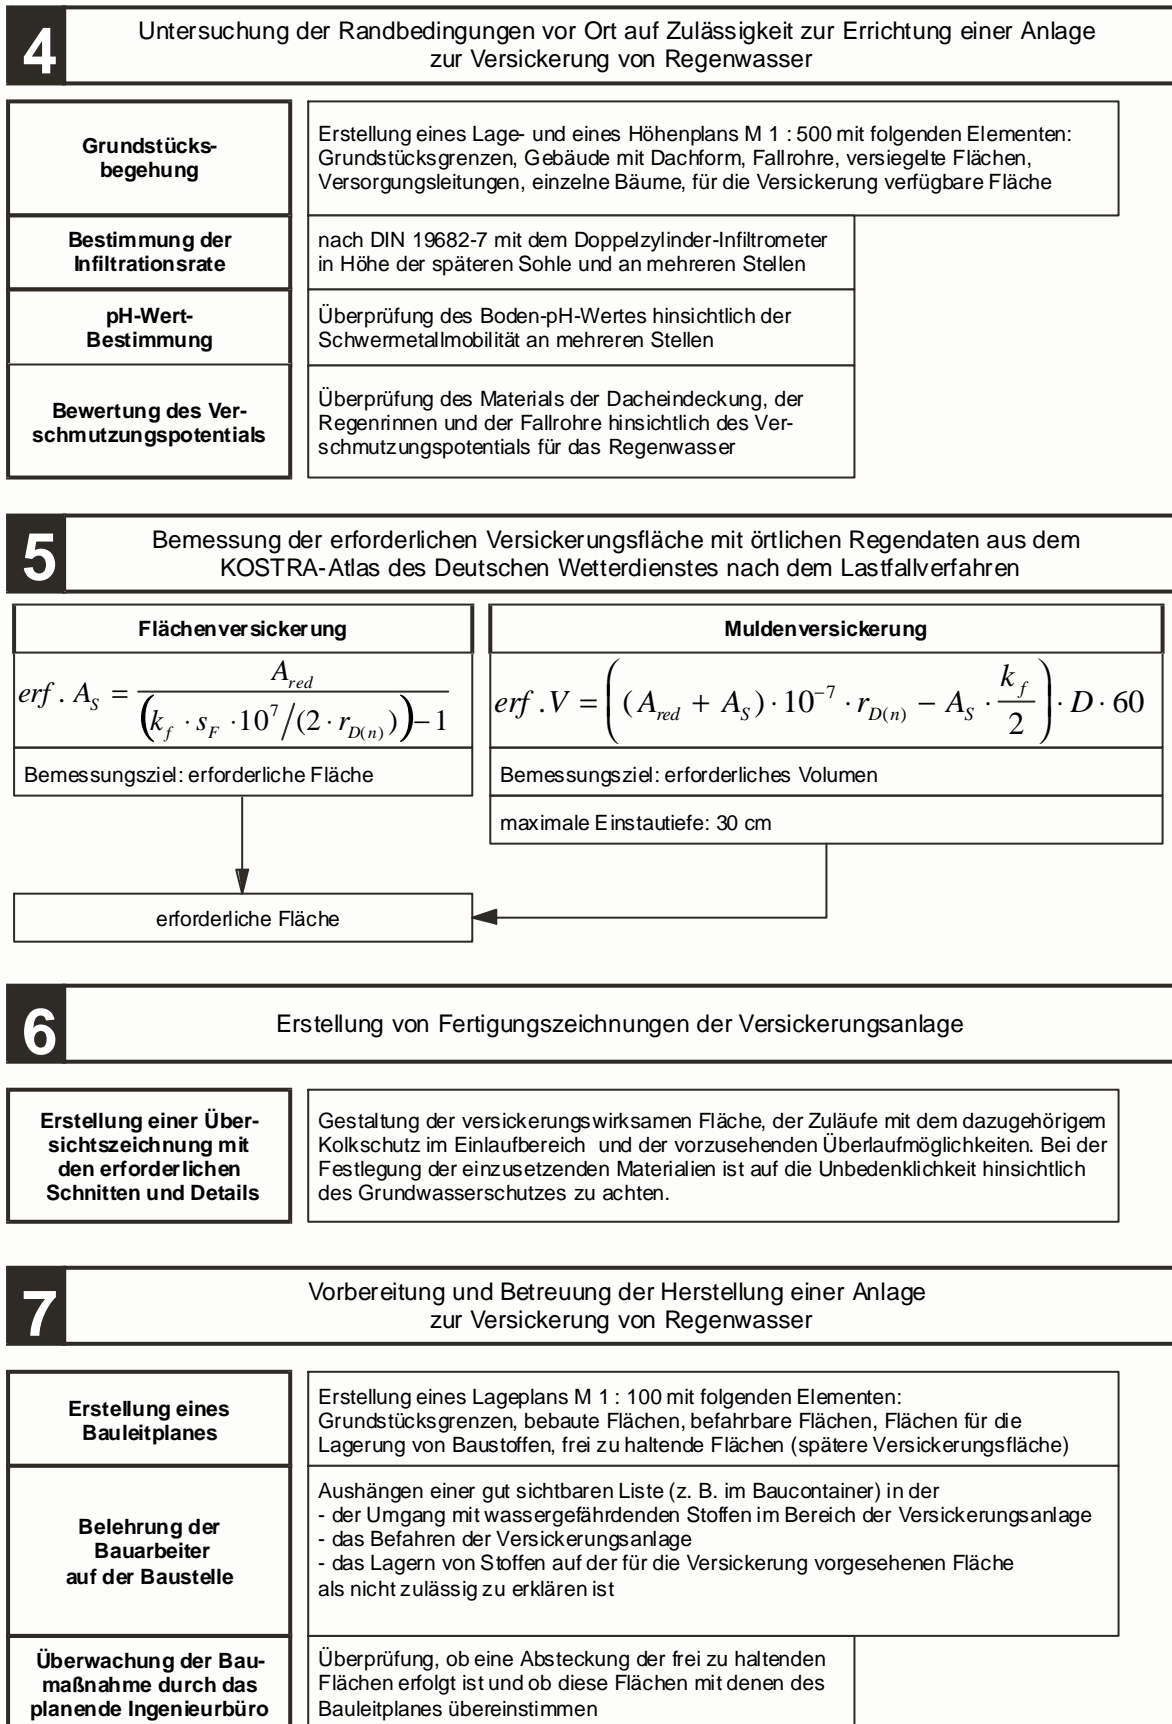 4
Untersuchung der Randbedingungen vor Ort auf Zulässigkeit zur Errichtung einer Anlage
zur Versickerung von Regenwasser
Grundstücks-
begehung
Erstellung eines Lage- und eines Höhenplans M 1 : 500 mit folgenden Elementen:
Grundstücksgrenzen, Gebäude mit Dachform, Fallrohre, versiegelte Flächen,
Versorgungsleitungen, einzelne Bäume, für die Versickerung verfügbare Fläche
Bestimmung der
Infiltrationsrate
nach DIN 19682-7 mit dem Doppelzylinder-Infiltrometer
in Höhe der späteren Sohle und an mehreren Stellen
pH-Wert-
Bestimmung
Überprüfung des Boden-pH-Wertes hinsichtlich der
Schwermetallmobilität an mehreren Stellen
Bewertung des Ver-
schmutzungspotentials
Überprüfung des Materials der Dacheindeckung, der
Regenrinnen und der Fallrohre hinsichtlich des Ver-
schmutzungspotentials für das Regenwasser
5
Bemessung der erforderlichen Versickerungsfläche mit örtlichen Regendaten aus dem
KOSTRA-Atlas des Deutschen Wetterdienstes nach dem Lastfallverfahren
Flächenversickerung
erf . A_S = A_red / ((k_f · s_F · 10^7 / (2 · r_D(n))) − 1)
Bemessungsziel: erforderliche Fläche
Muldenversickerung
erf .V = ((A_red + A_S) · 10^−7 · r_D(n) − A_S · k_f / 2) · D · 60
Bemessungsziel: erforderliches Volumen
maximale Einstautiefe: 30 cm
erforderliche Fläche
6
Erstellung von Fertigungszeichnungen der Versickerungsanlage
Erstellung einer Über-
sichtszeichnung mit
den erforderlichen
Schnitten und Details
Gestaltung der versickerungswirksamen Fläche, der Zuläufe mit dem dazugehörigem
Kolkschutz im Einlaufbereich und der vorzusehenden Überlaufmöglichkeiten. Bei der
Festlegung der einzusetzenden Materialien ist auf die Unbedenklichkeit hinsichtlich
des Grundwasserschutzes zu achten.
7
Vorbereitung und Betreuung der Herstellung einer Anlage
zur Versickerung von Regenwasser
Erstellung eines
Bauleitplanes
Erstellung eines Lageplans M 1 : 100 mit folgenden Elementen:
Grundstücksgrenzen, bebaute Flächen, befahrbare Flächen, Flächen für die
Lagerung von Baustoffen, frei zu haltende Flächen (spätere Versickerungsfläche)
Belehrung der
Bauarbeiter
auf der Baustelle
Aushängen einer gut sichtbaren Liste (z. B. im Baucontainer) in der
- der Umgang mit wassergefährdenden Stoffen im Bereich der Versickerungsanlage
- das Befahren der Versickerungsanlage
- das Lagern von Stoffen auf der für die Versickerung vorgesehenen Fläche
als nicht zulässig zu erklären ist
Überwachung der Bau-
maßnahme durch das
planende Ingenieurbüro
Überprüfung, ob eine Absteckung der frei zu haltenden
Flächen erfolgt ist und ob diese Flächen mit denen des
Bauleitplanes übereinstimmen